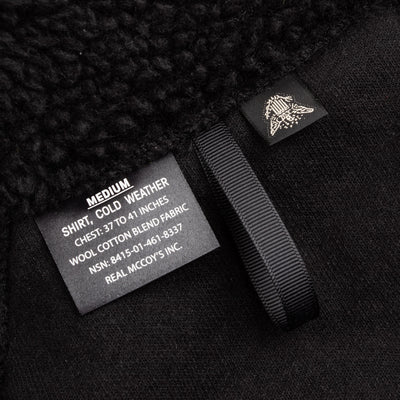 MEDIUM
SHIRT, COLD WEATHER
CHEST: 37 TO 41 INCHES
WOOL COTTON BLEND FABRIC
NSN: 8415-01-461-8337
REAL MCCOY'S INC.